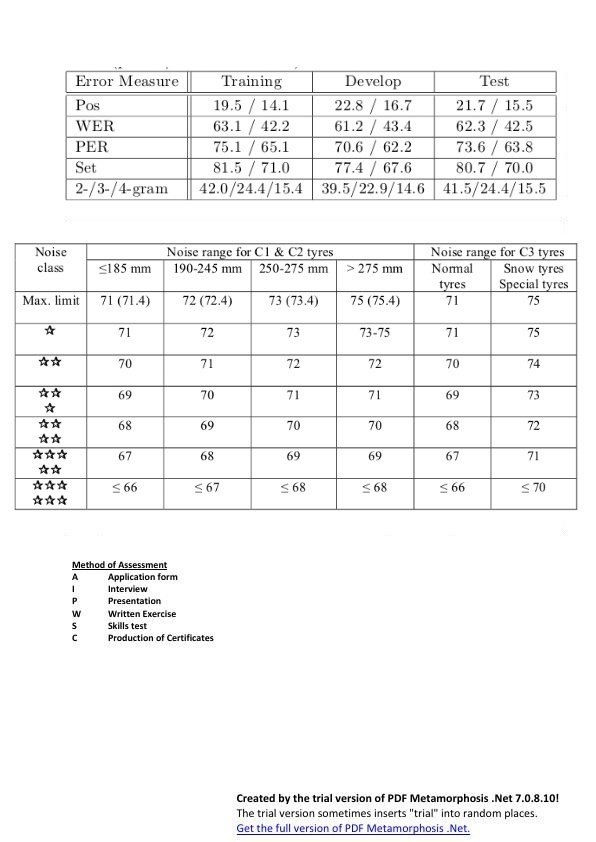 Error Measure Training Develop Test
Pos 19.5 / 14.1 22.8 / 16.7 21.7 / 15.5
WER 63.1 / 42.2 61.2 / 43.4 62.3 / 42.5
PER 75.1 / 65.1 70.6 / 62.2 73.6 / 63.8
Set 81.5 / 71.0 77.4 / 67.6 80.7 / 70.0
2-/3-/4-gram 42.0/24.4/15.4 39.5/22.9/14.6 41.5/24.4/15.5
Noise Noise range for C1 & C2 tyres Noise range for C3 tyres
class ≤185 mm 190-245 mm 250-275 mm > 275 mm Normal Snow tyres
tyres Special tyres
Max. limit 71 (71.4) 72 (72.4) 73 (73.4) 75 (75.4) 71 75
☆ 71 72 73 73-75 71 75
☆☆ 70 71 72 72 70 74
☆☆ 69 70 71 71 69 73
☆
☆☆ 68 69 70 70 68 72
☆☆
☆☆☆ 67 68 69 69 67 71
☆☆
☆☆☆ ≤ 66 ≤ 67 ≤ 68 ≤ 68 ≤ 66 ≤ 70
☆☆☆
Method of Assessment
A Application form
I Interview
P Presentation
W Written Exercise
S Skills test
C Production of Certificates
Created by the trial version of PDF Metamorphosis .Net 7.0.8.10!
The trial version sometimes inserts "trial" into random places.
Get the full version of PDF Metamorphosis .Net.